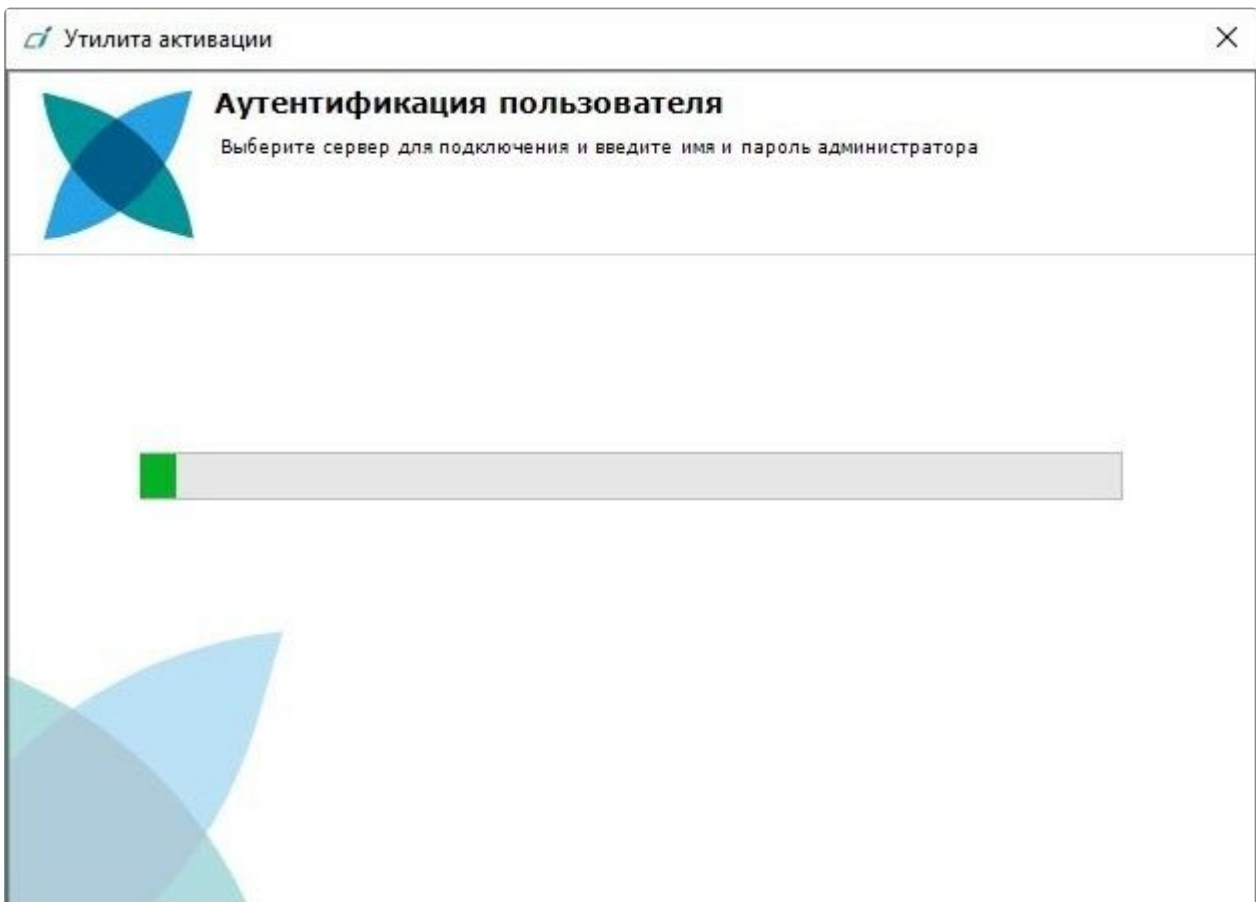 Утилита активации
Аутентификация пользователя
Выберите сервер для подключения и введите имя и пароль администратора